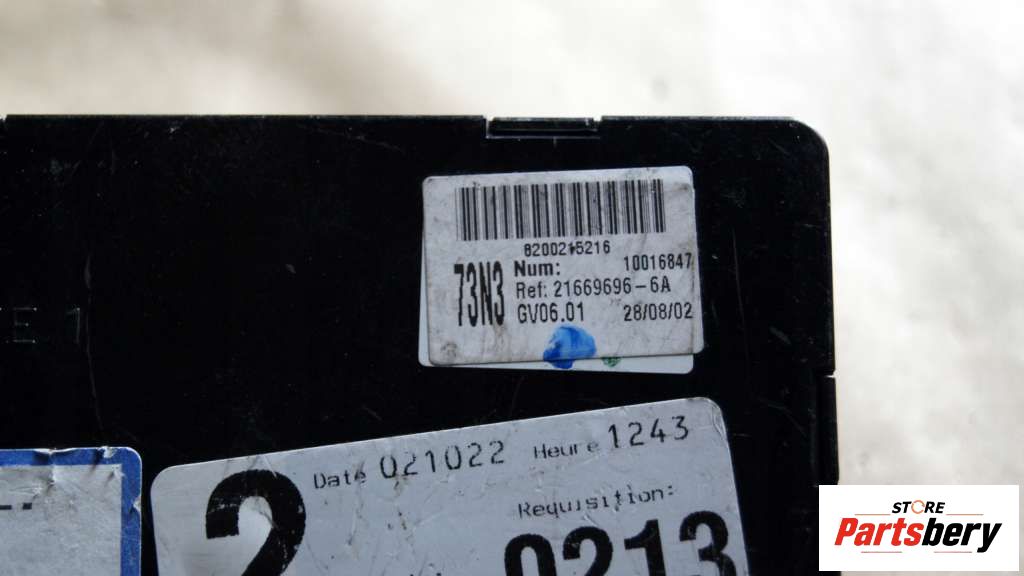 8200215216
73N3
Num: 10016847
Ref: 21669696-6A
GV06.01 28/08/02
E 1
Date 021022 Heure 1243
2
Requisition:
0213
STORE
Partsbery